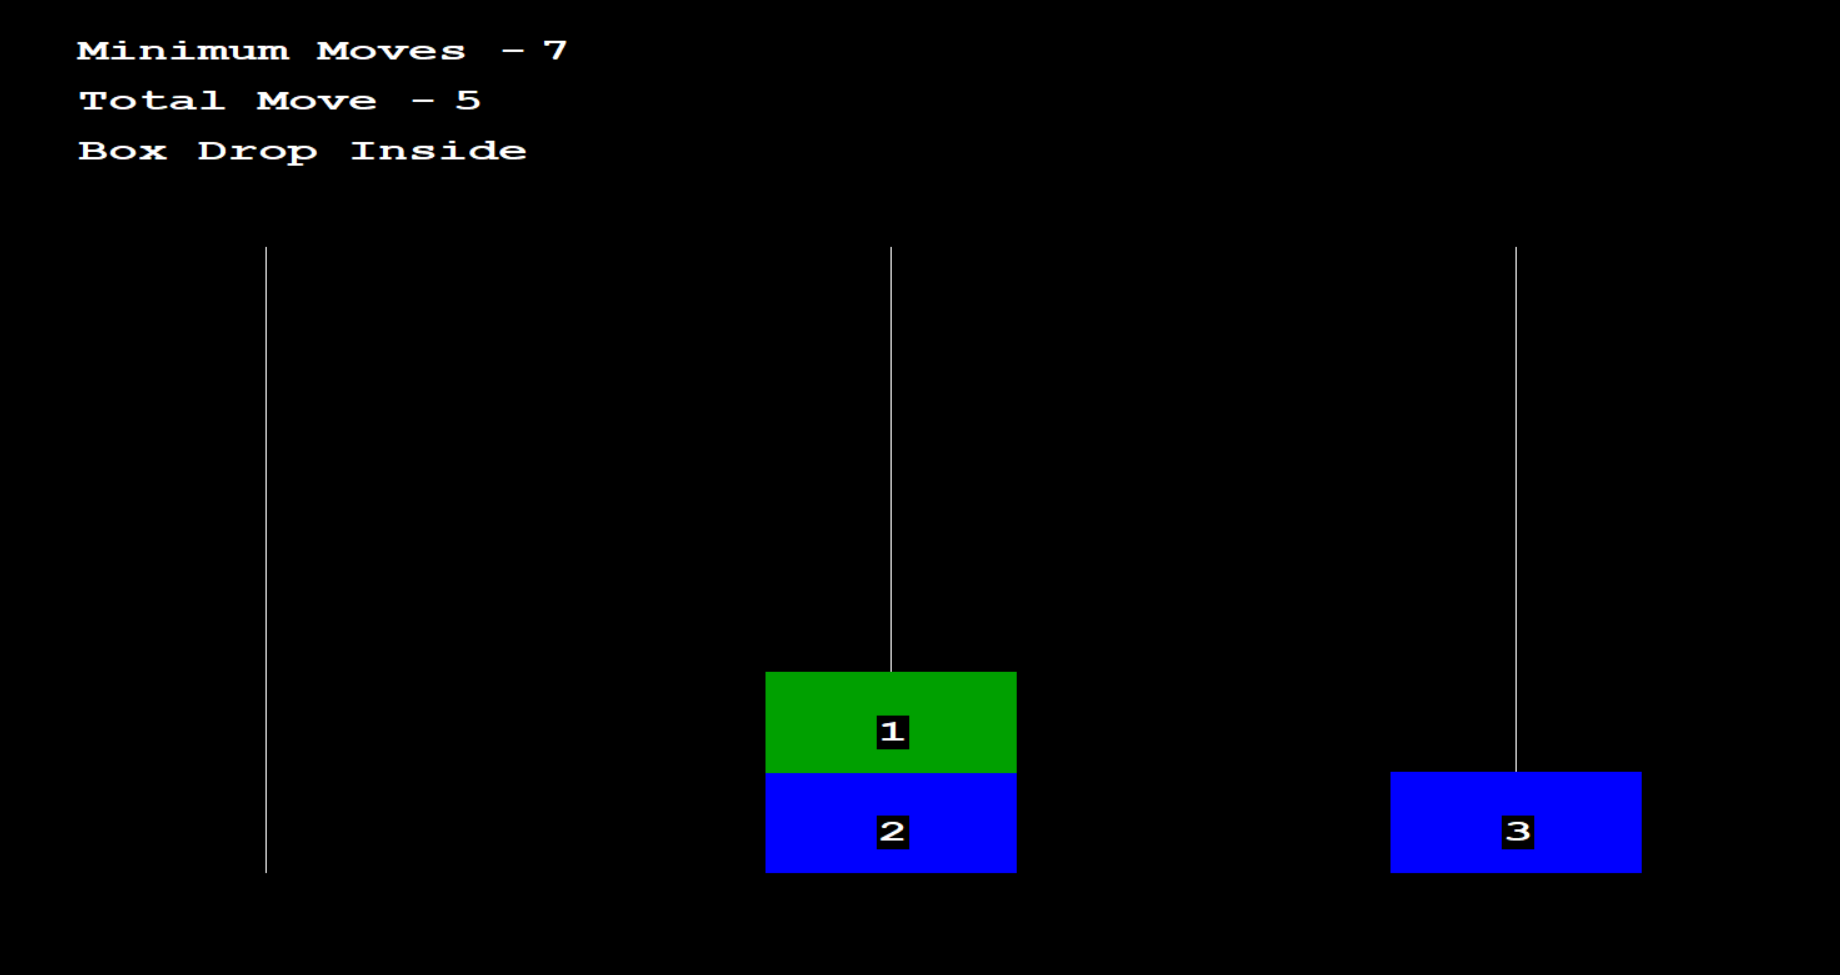 Minimum Moves - 7
Total Move - 5
Box Drop Inside
1
2
3